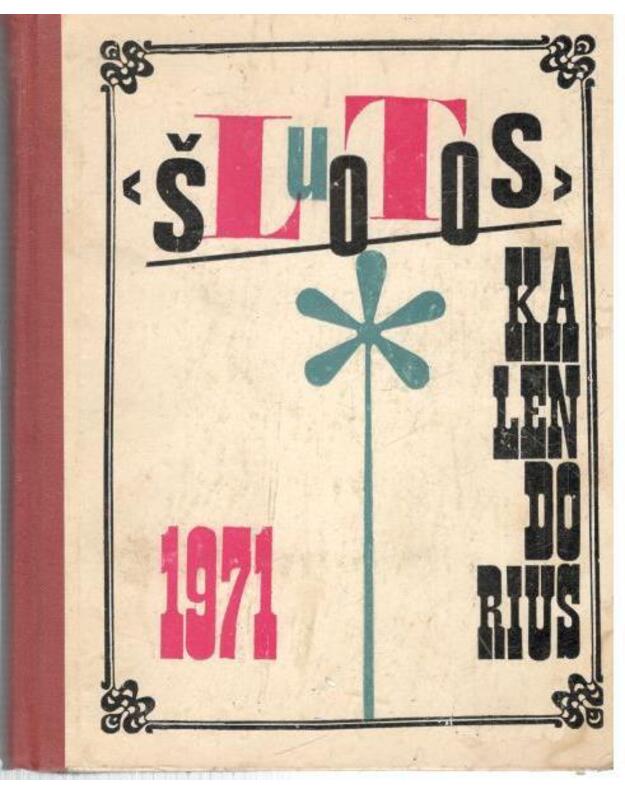 <ŠLuoTos>
KA
LEN
DO
RIUS
1971